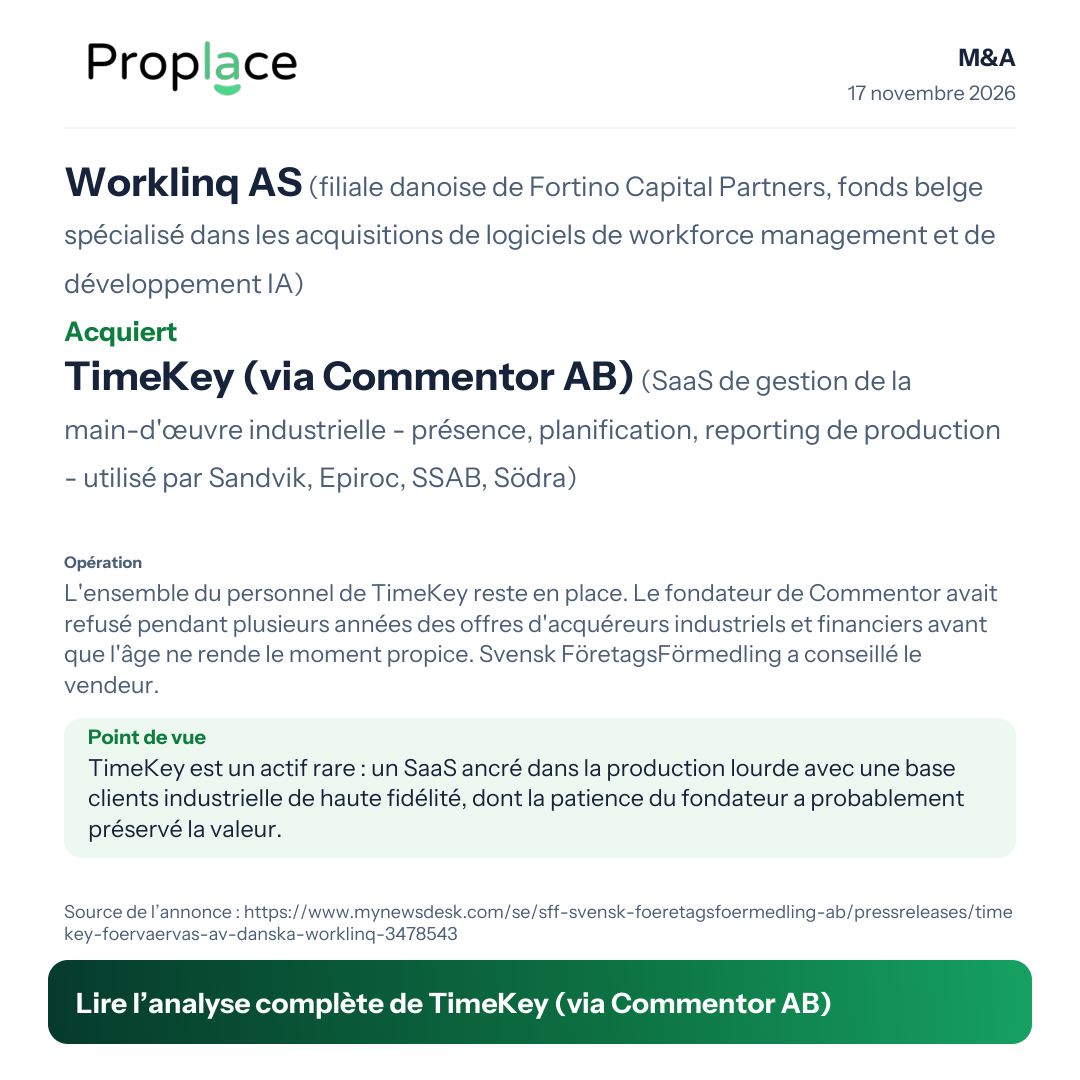 Proplace
M&A
17 novembre 2026
Worklinq AS (filiale danoise de Fortino Capital Partners, fonds belge
spécialisé dans les acquisitions de logiciels de workforce management et de
développement IA)
Acquiert
TimeKey (via Commentor AB) (SaaS de gestion de la
main-d'œuvre industrielle - présence, planification, reporting de production
- utilisé par Sandvik, Epiroc, SSAB, Södra)
Opération
L'ensemble du personnel de TimeKey reste en place. Le fondateur de Commentor avait
refusé pendant plusieurs années des offres d'acquéreurs industriels et financiers avant
que l'âge ne rende le moment propice. Svensk FöretagsFörmedling a conseillé le
vendeur.
Point de vue
TimeKey est un actif rare : un SaaS ancré dans la production lourde avec une base
clients industrielle de haute fidélité, dont la patience du fondateur a probablement
préservé la valeur.
Source de l’annonce : https://www.mynewsdesk.com/se/sff-svensk-foeretagsfoermedling-ab/pressreleases/time
key-foervaervas-av-danska-worklinq-3478543
Lire l’analyse complète de TimeKey (via Commentor AB)